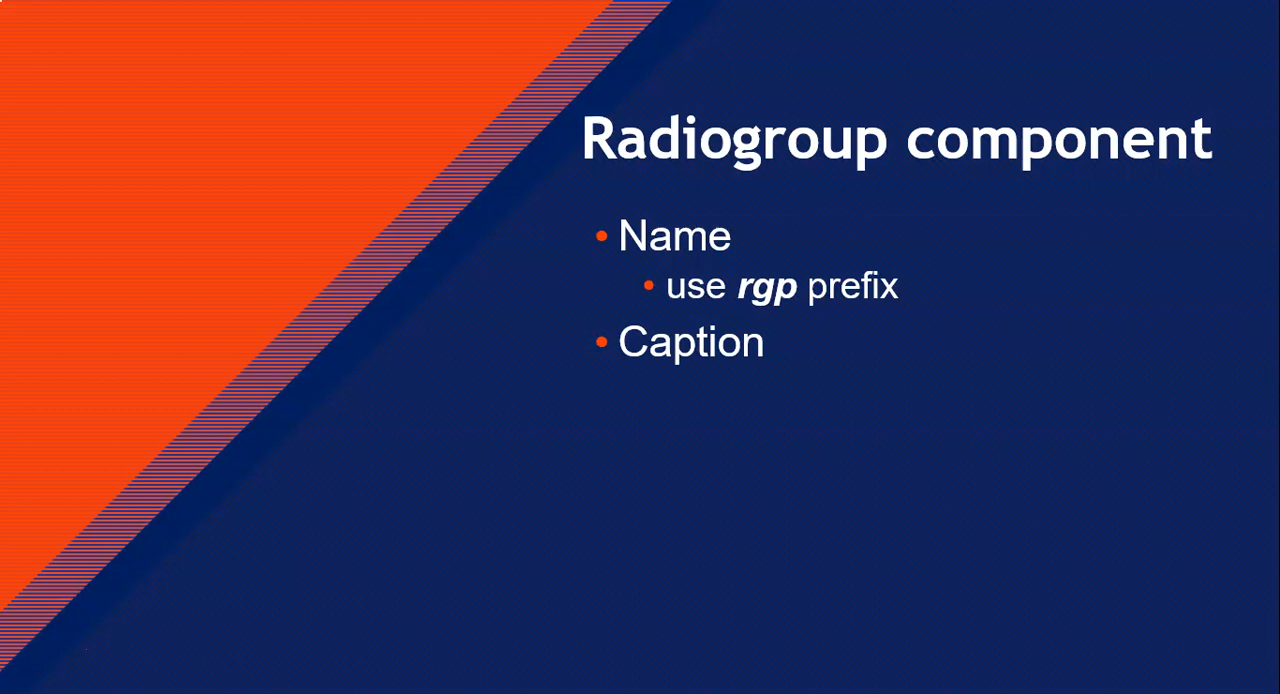 Radiogroup component
• Name
• use rgp prefix
• Caption